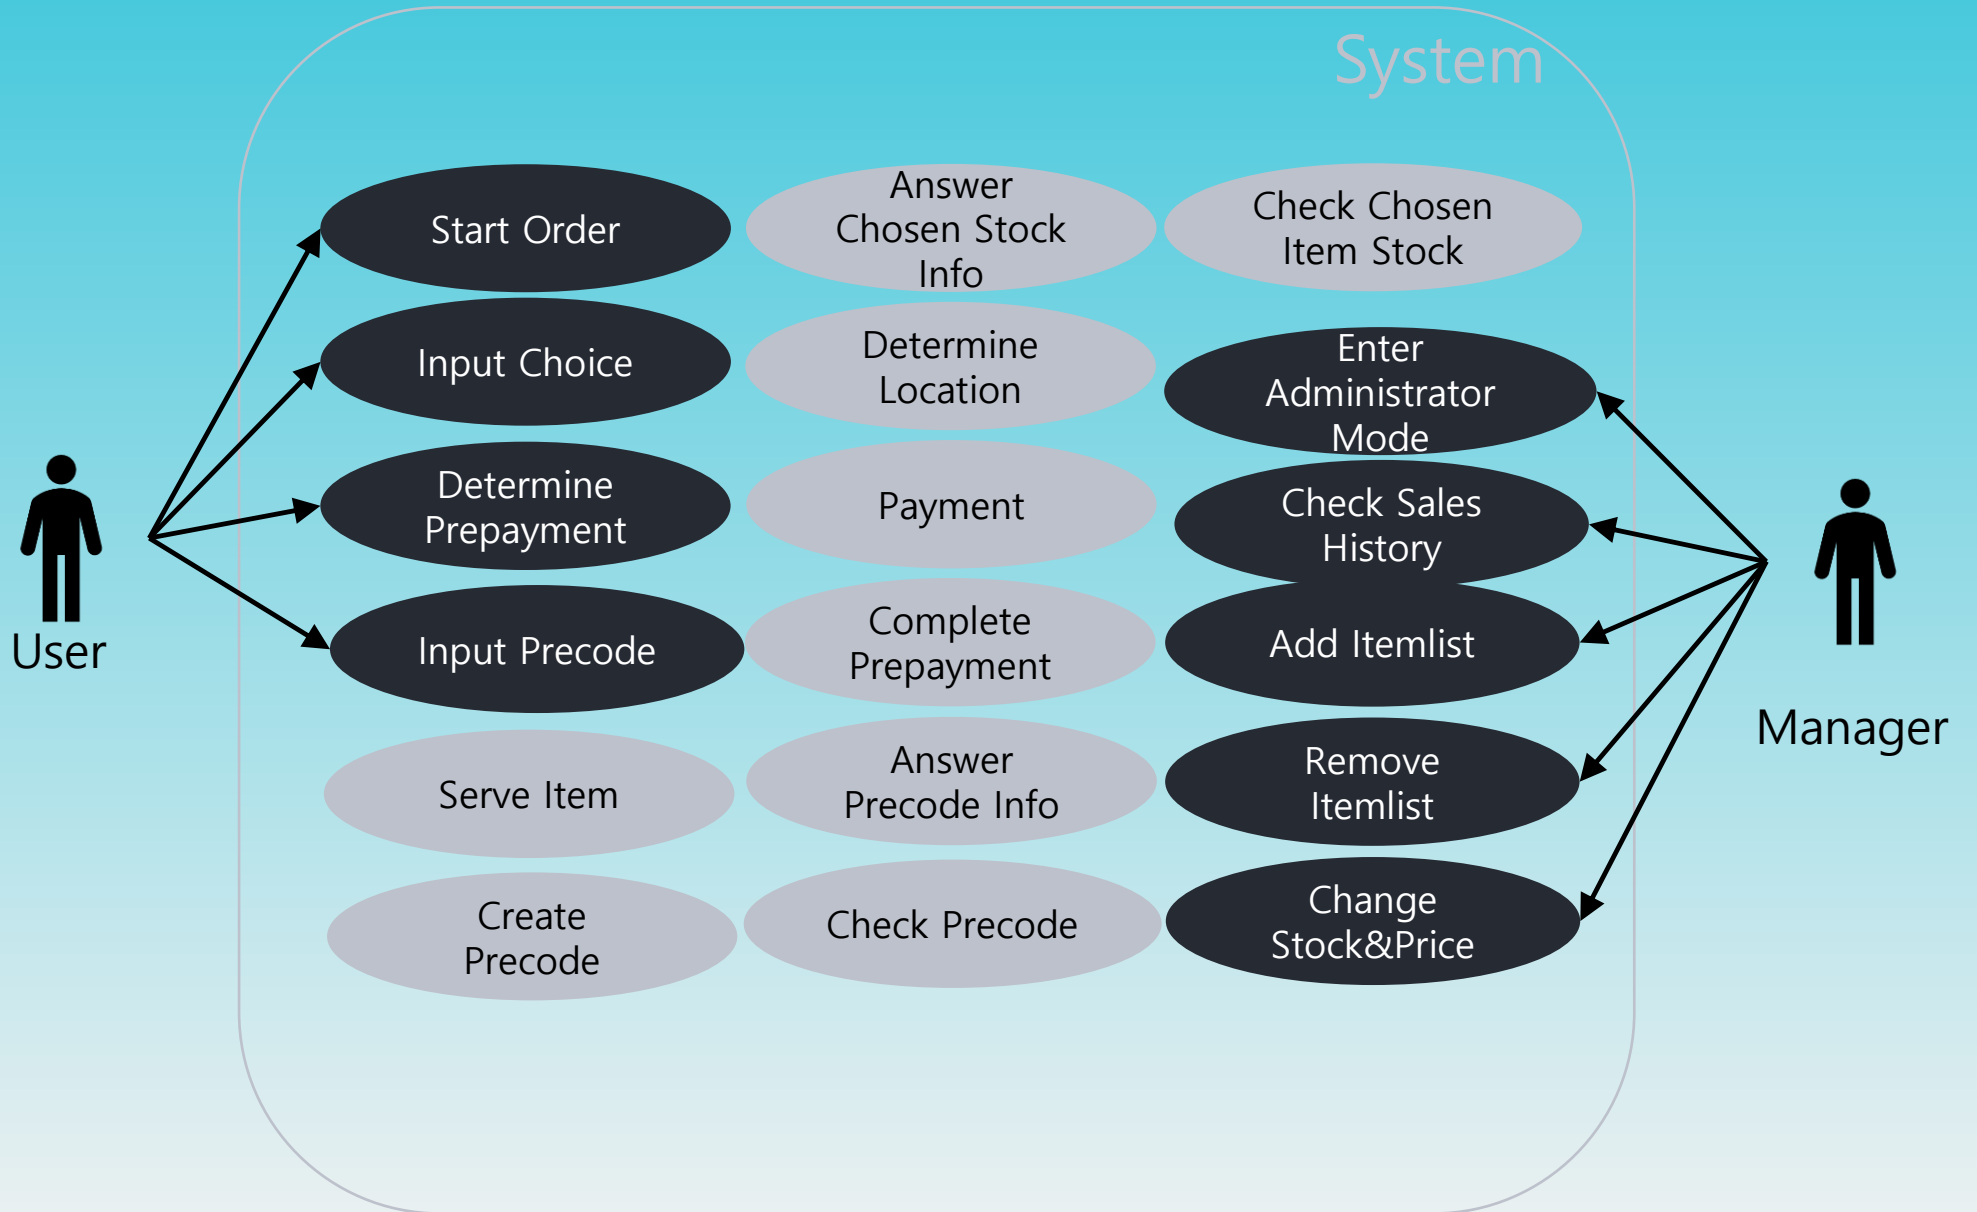 System
Start Order
Answer
Chosen Stock
Info
Check Chosen
Item Stock
Input Choice
Determine
Location
Enter
Administrator
Mode
Determine
Prepayment
Payment
Check Sales
History
Input Precode
Complete
Prepayment
Add Itemlist
User
Manager
Serve Item
Answer
Precode Info
Remove
Itemlist
Create
Precode
Check Precode
Change
Stock&Price